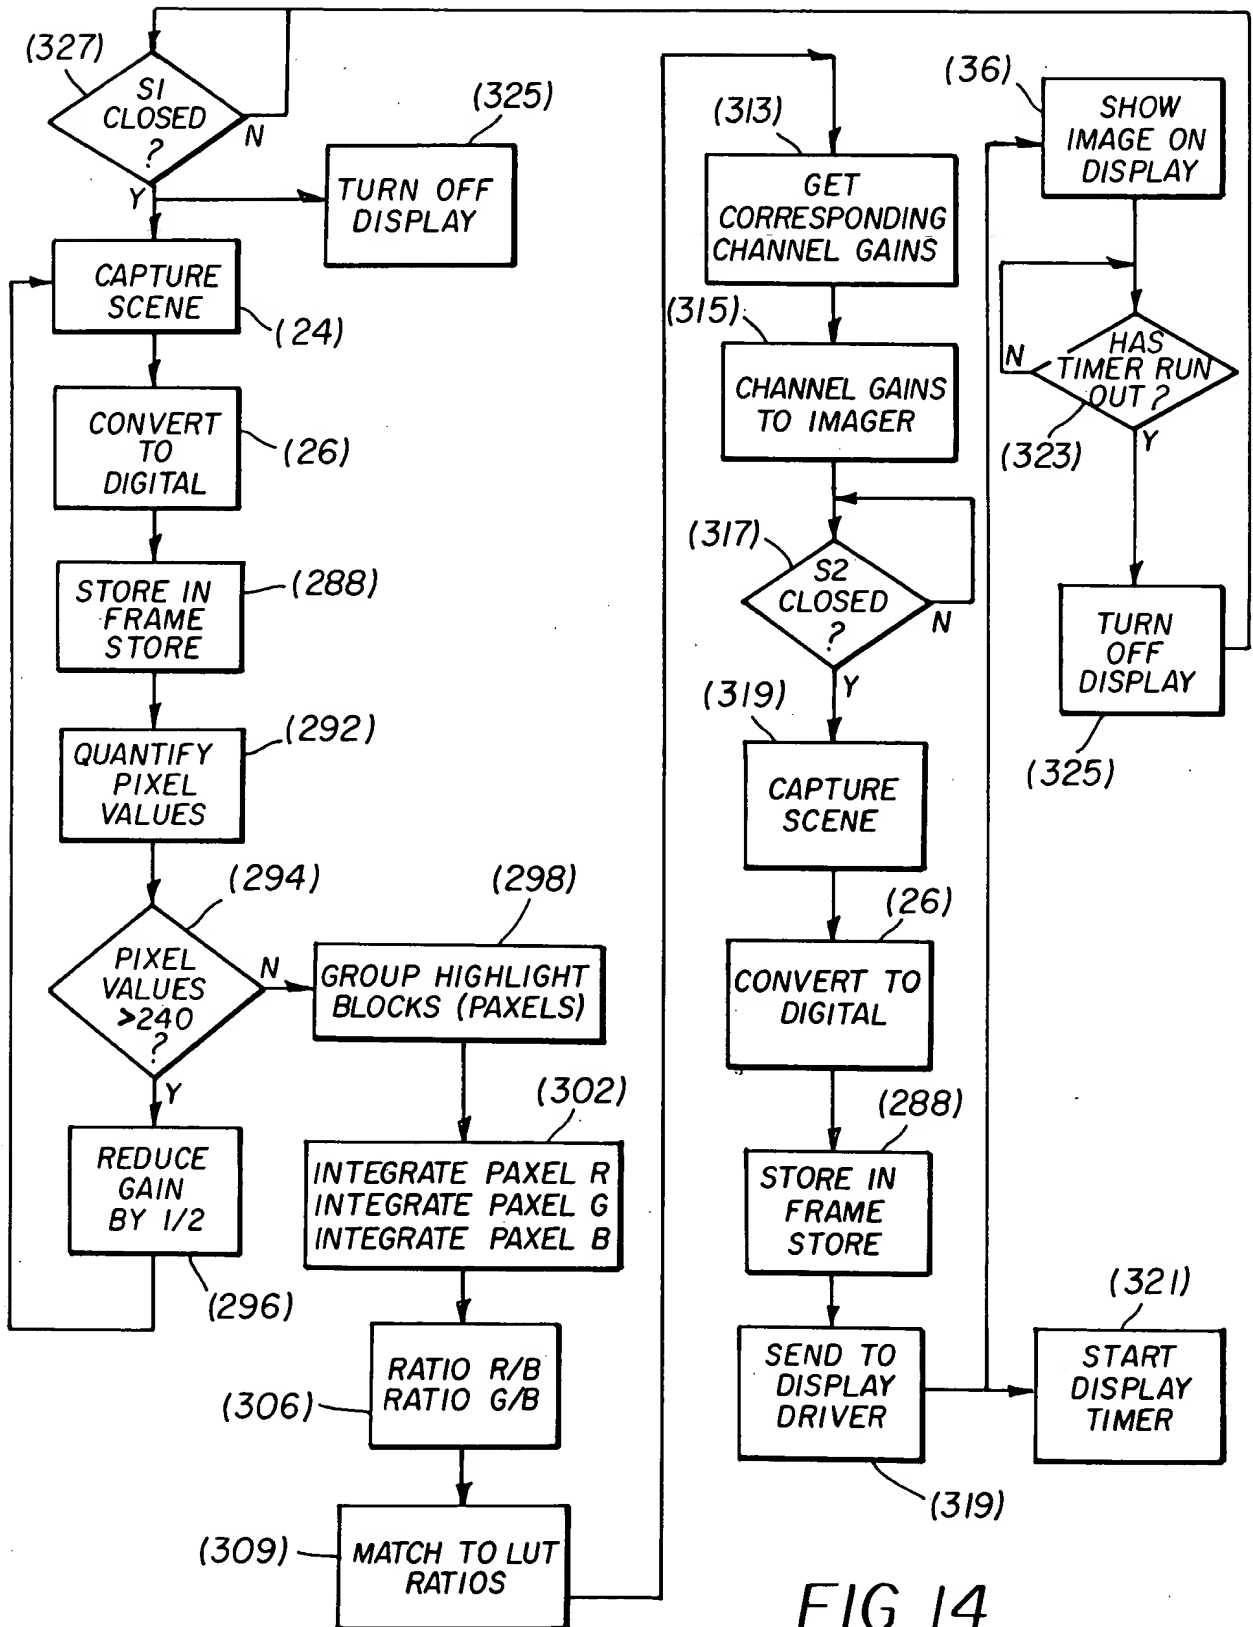 (327)
S1
CLOSED
?
N
Y
(325)
TURN OFF
DISPLAY
CAPTURE
SCENE
(24)
CONVERT
TO
DIGITAL
(26)
STORE IN
FRAME
STORE
(288)
QUANTIFY
PIXEL
VALUES
(292)
(294)
PIXEL
VALUES
>240
?
N
Y
REDUCE
GAIN
BY 1/2
(296)
(298)
GROUP HIGHLIGHT
BLOCKS (PAXELS)
(302)
INTEGRATE PAXEL R
INTEGRATE PAXEL G
INTEGRATE PAXEL B
RATIO R/B
RATIO G/B
(306)
(309)
MATCH TO LUT
RATIOS
(313)
GET
CORRESPONDING
CHANNEL GAINS
(315)
CHANNEL GAINS
TO IMAGER
(317)
S2
CLOSED
?
N
Y
(319)
CAPTURE
SCENE
(26)
CONVERT TO
DIGITAL
(288)
STORE IN
FRAME
STORE
SEND TO
DISPLAY
DRIVER
(319)
(321)
START
DISPLAY
TIMER
(36)
SHOW
IMAGE ON
DISPLAY
HAS
TIMER RUN
OUT?
N
Y
(323)
TURN
OFF
DISPLAY
(325)
FIG 14